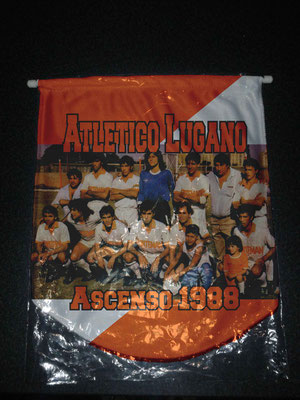 ATLETICO LUGANO
ASCENSO 1988